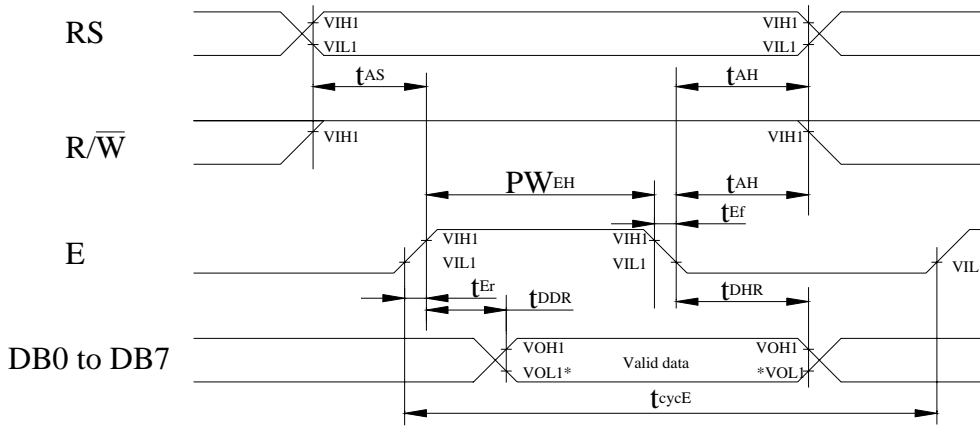 RS
VIH1
VIL1
VIH1
VIL1
tAS
tAH
R/W̅
VIH1
VIH1
PWEH
tAH
tEf
E
VIH1
VIL1
VIH1
VIL1
VIL
tEr
tDDR
tDHR
DB0 to DB7
VOH1
VOL1*
Valid data
VOH1
*VOL1
tcycE